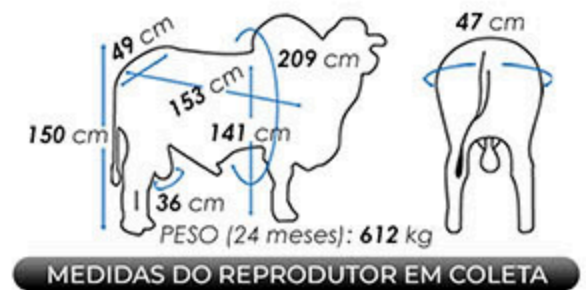 49 cm
47 cm
209 cm
153 cm
150 cm
141 cm
36 cm
PESO (24 meses): 612 kg
MEDIDAS DO REPRODUTOR EM COLETA